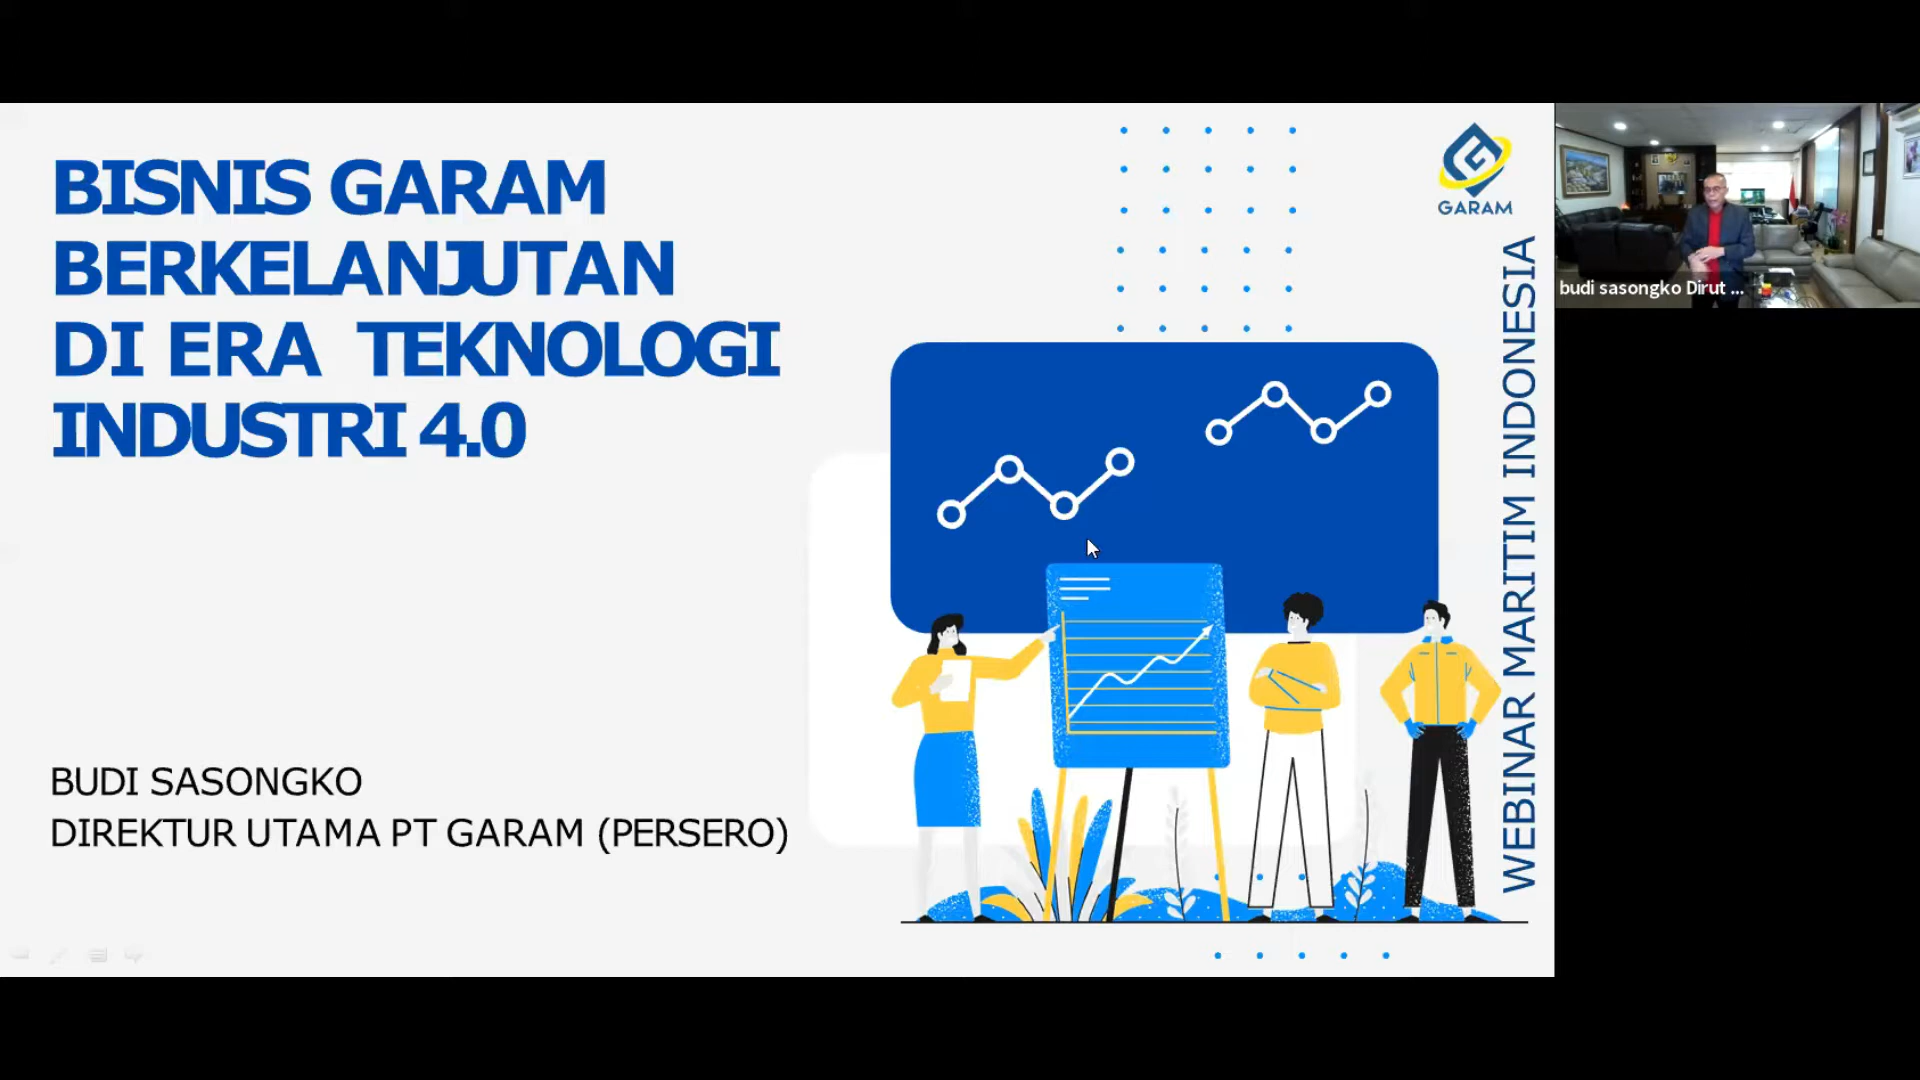 BISNIS GARAM
BERKELANJUTAN
DI ERA TEKNOLOGI
INDUSTRI 4.0
BUDI SASONGKO
DIREKTUR UTAMA PT GARAM (PERSERO)
GARAM
WEBINAR MARITIM INDONESIA
budi sasongko Dirut ...